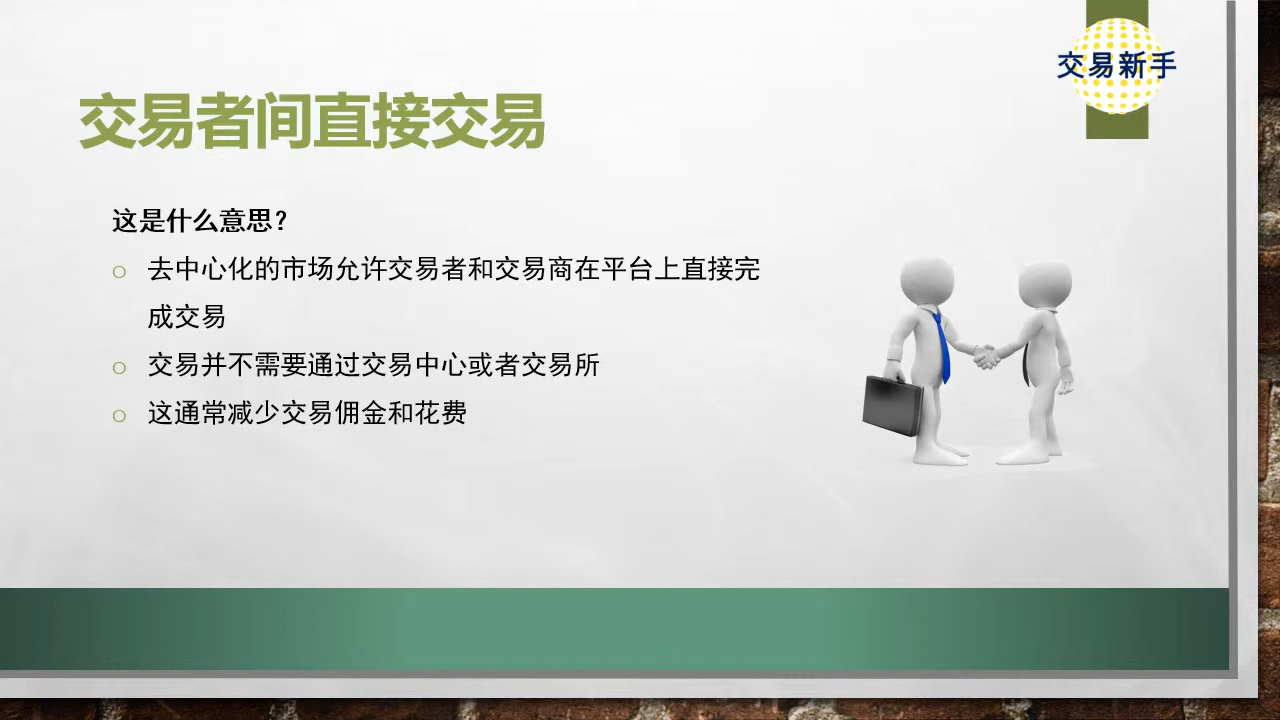 交易新手
交易者间直接交易
这是什么意思?
o 去中心化的市场允许交易者和交易商在平台上直接完
成交易
o 交易并不需要通过交易中心或者交易所
o 这通常减少交易佣金和花费